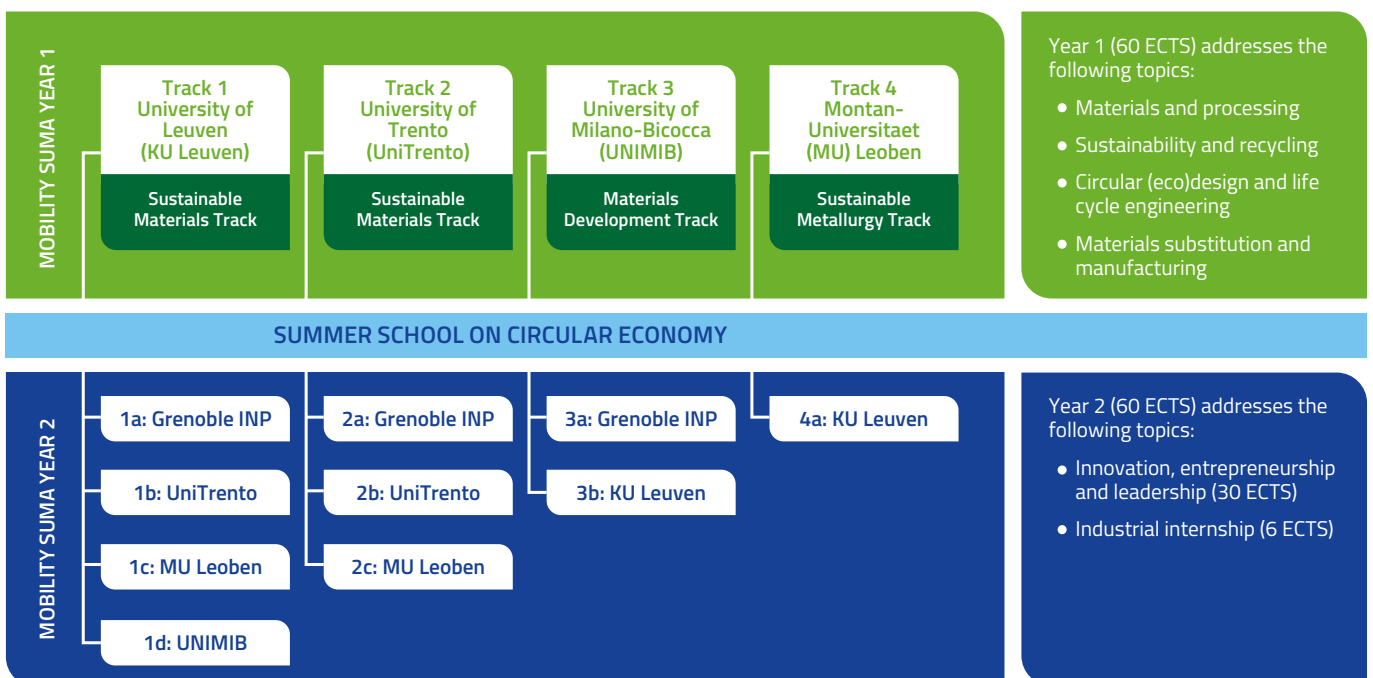 MOBILITY SUMA YEAR 1
Track 1
University of
Leuven
(KU Leuven)
Sustainable
Materials Track
Track 2
University of
Trento
(UniTrento)
Sustainable
Materials Track
Track 3
University of
Milano-Bicocca
(UNIMIB)
Materials
Development Track
Track 4
Montan-
Universitaet
(MU) Leoben
Sustainable
Metallurgy Track
Year 1 (60 ECTS) addresses the
following topics:
• Materials and processing
• Sustainability and recycling
• Circular (eco)design and life
cycle engineering
• Materials substitution and
manufacturing
SUMMER SCHOOL ON CIRCULAR ECONOMY
MOBILITY SUMA YEAR 2
1a: Grenoble INP
1b: UniTrento
1c: MU Leoben
1d: UNIMIB
2a: Grenoble INP
2b: UniTrento
2c: MU Leoben
3a: Grenoble INP
3b: KU Leuven
4a: KU Leuven
Year 2 (60 ECTS) addresses the
following topics:
• Innovation, entrepreneurship
and leadership (30 ECTS)
• Industrial internship (6 ECTS)